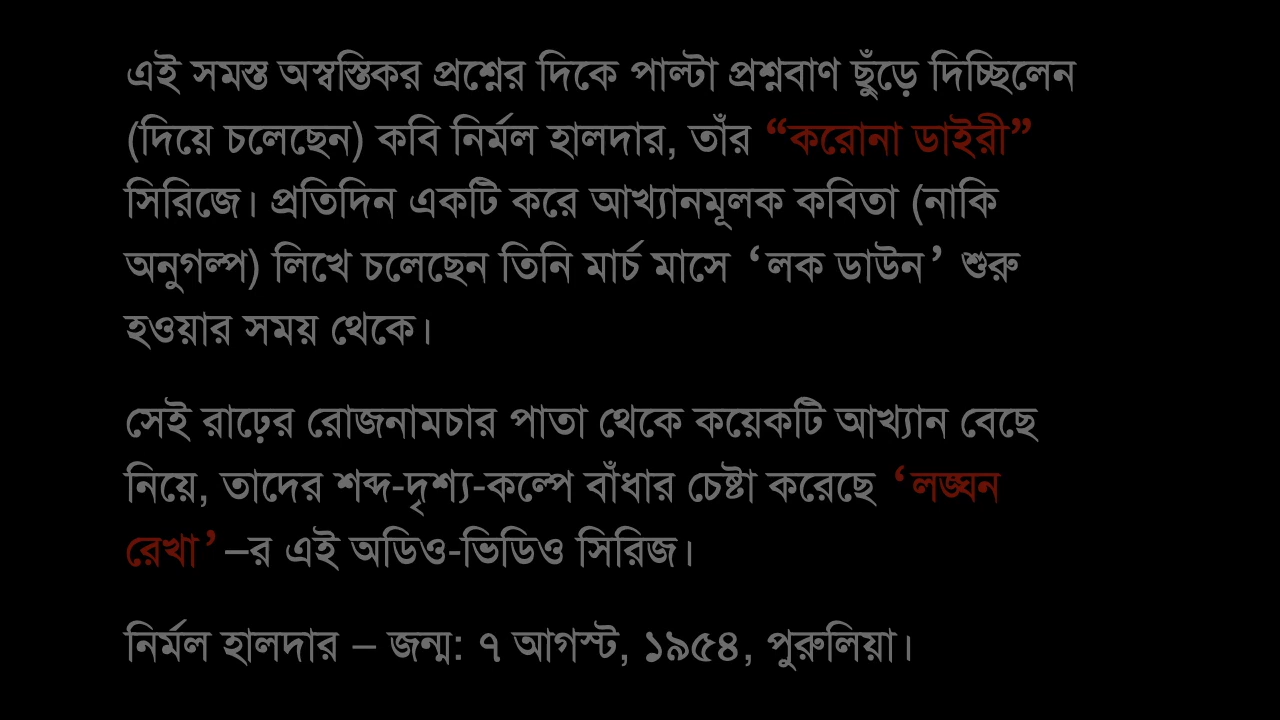 এই সমস্ত অস্বস্তিকর প্রশ্নের দিকে পাল্টা প্রশ্নবাণ ছুঁড়ে দিচ্ছিলেন
(দিয়ে চলেছেন) কবি নির্মল হালদার, তাঁর “করোনা ডাইরী”
সিরিজে। প্রতিদিন একটি করে আখ্যানমূলক কবিতা (নাকি
অনুগল্প) লিখে চলেছেন তিনি মার্চ মাসে ‘লক ডাউন’ শুরু
হওয়ার সময় থেকে।
সেই রাঢ়ের রোজনামচার পাতা থেকে কয়েকটি আখ্যান বেছে
নিয়ে, তাদের শব্দ-দৃশ্য-কল্পে বাঁধার চেষ্টা করেছে ‘লঙ্ঘন
রেখা’–র এই অডিও-ভিডিও সিরিজ।
নির্মল হালদার – জন্ম: ৭ আগস্ট, ১৯৫৪, পুরুলিয়া।